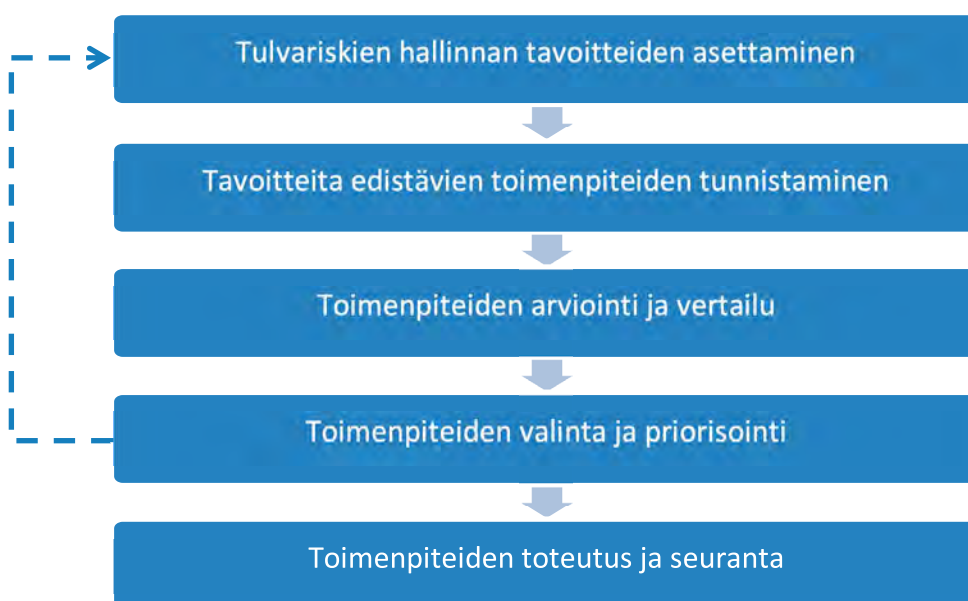 Tulvariskien hallinnan tavoitteiden asettaminen
Tavoitteita edistävien toimenpiteiden tunnistaminen
Toimenpiteiden arviointi ja vertailu
Toimenpiteiden valinta ja priorisointi
Toimenpiteiden toteutus ja seuranta